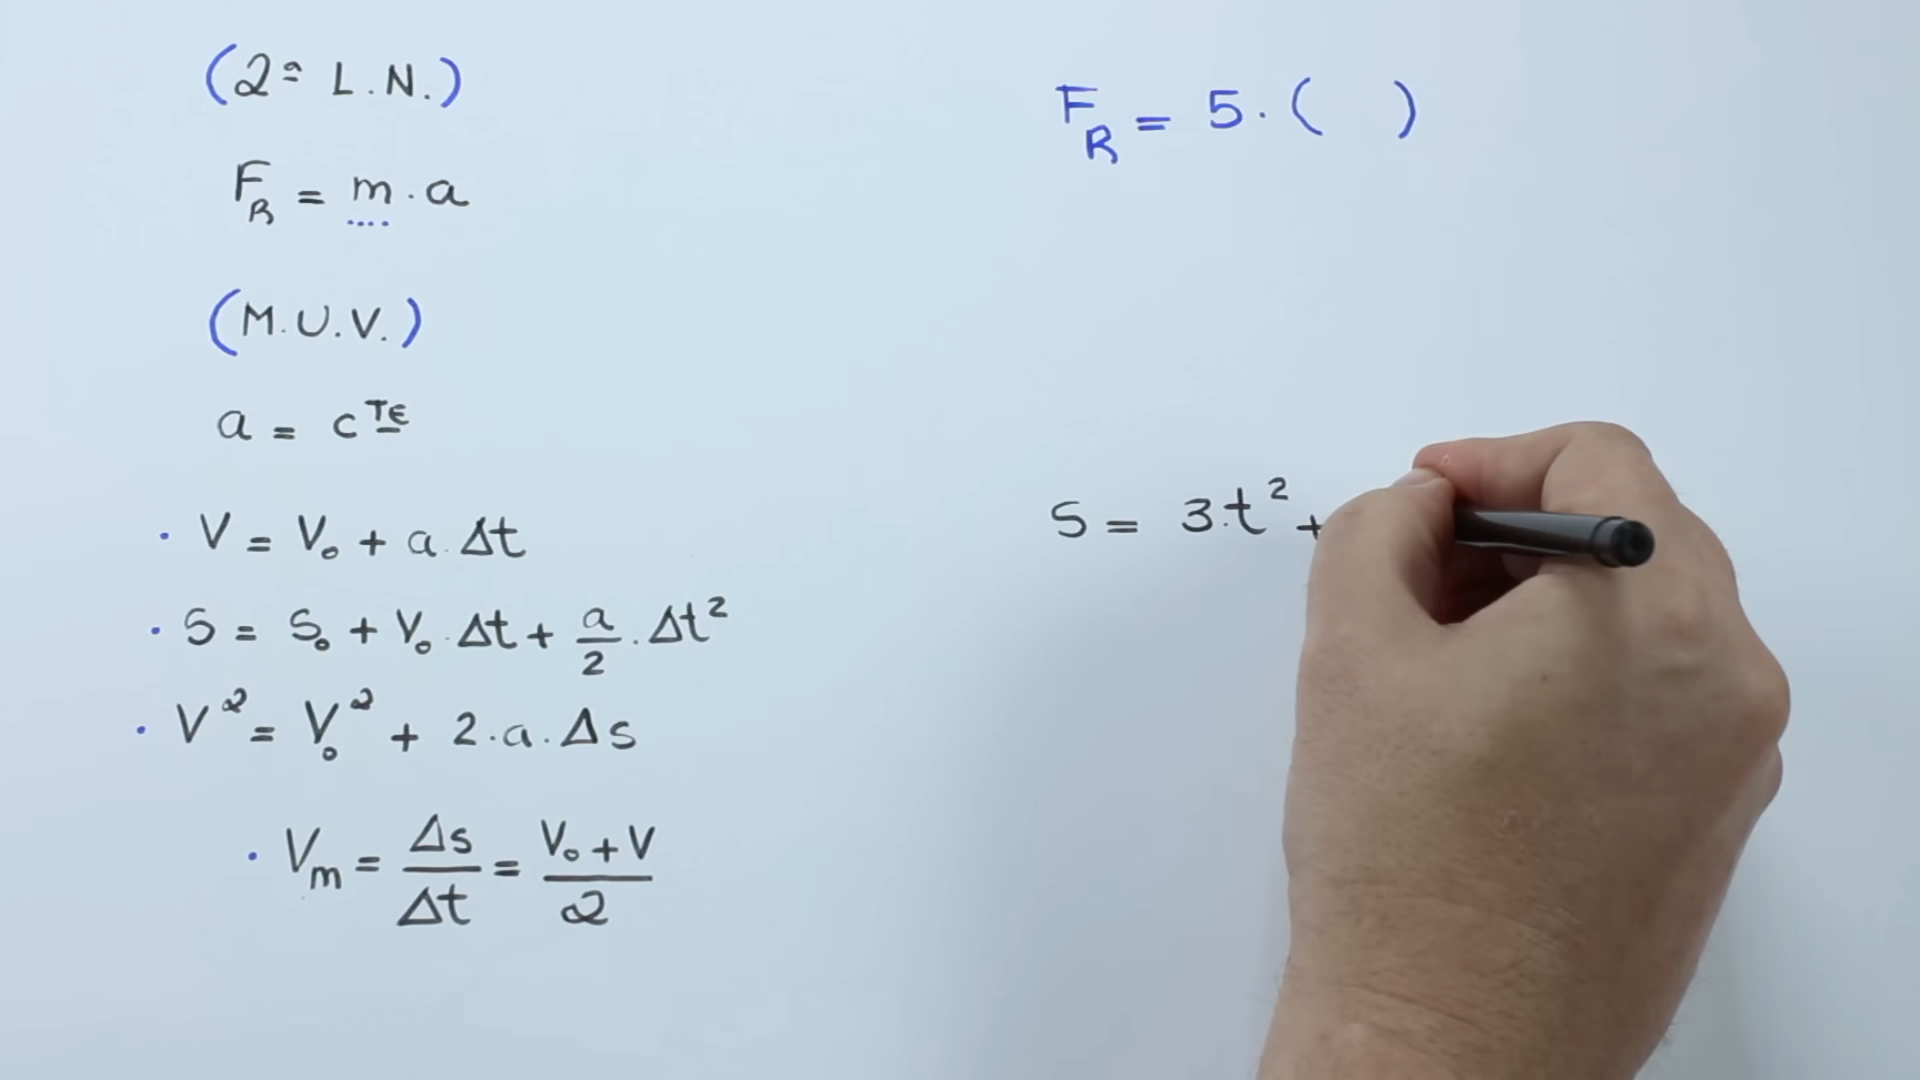 (2ª L.N.)
F_R = m.a
(M.U.V.)
a = c^TE
· V = V₀ + a.Δt
· S = S₀ + V₀.Δt + a/2.Δt²
· V² = V₀² + 2.a.Δs
· Vm = Δs/Δt = V₀+V/2
F_R = 5.( )
S = 3.t² +